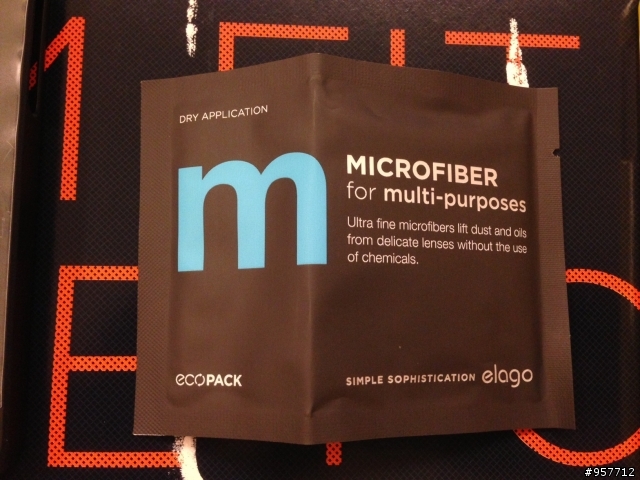 DRY APPLICATION
m
MICROFIBER
for multi-purposes
Ultra fine microfibers lift dust and oils
from delicate lenses without the use
of chemicals.
ecoPACK
SIMPLE SOPHISTICATION elago
#957712